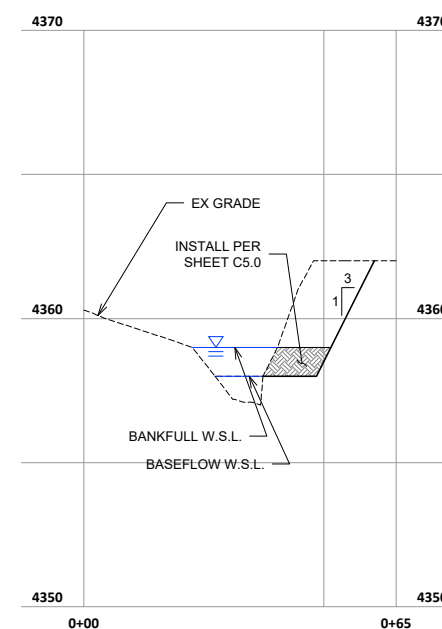 4370
4370
EX GRADE
INSTALL PER
SHEET C5.0
3
1
4360
4360
BANKFULL W.S.L.
BASEFLOW W.S.L.
4350
4350
0+00
0+65